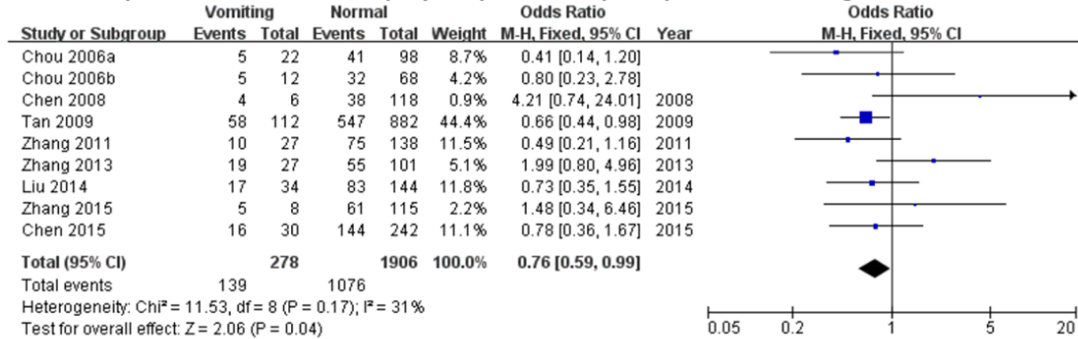 Vomiting Normal Odds Ratio Odds Ratio
Study or Subgroup Events Total Events Total Weight M-H, Fixed, 95% CI Year M-H, Fixed, 95% CI
Chou 2006a 5 22 41 98 8.7% 0.41 [0.14, 1.20]
Chou 2006b 5 12 32 68 4.2% 0.80 [0.23, 2.78]
Chen 2008 4 6 38 118 0.9% 4.21 [0.74, 24.01] 2008
Tan 2009 58 112 547 882 44.4% 0.66 [0.44, 0.98] 2009
Zhang 2011 10 27 75 138 11.5% 0.49 [0.21, 1.16] 2011
Zhang 2013 19 27 55 101 5.1% 1.99 [0.80, 4.96] 2013
Liu 2014 17 34 83 144 11.8% 0.73 [0.35, 1.55] 2014
Zhang 2015 5 8 61 115 2.2% 1.48 [0.34, 6.46] 2015
Chen 2015 16 30 144 242 11.1% 0.78 [0.36, 1.67] 2015
Total (95% CI) 278 1906 100.0% 0.76 [0.59, 0.99]
Total events 139 1076
Heterogeneity: Chi² = 11.53, df = 8 (P = 0.17); I² = 31%
Test for overall effect: Z = 2.06 (P = 0.04)
0.05 0.2 1 5 20